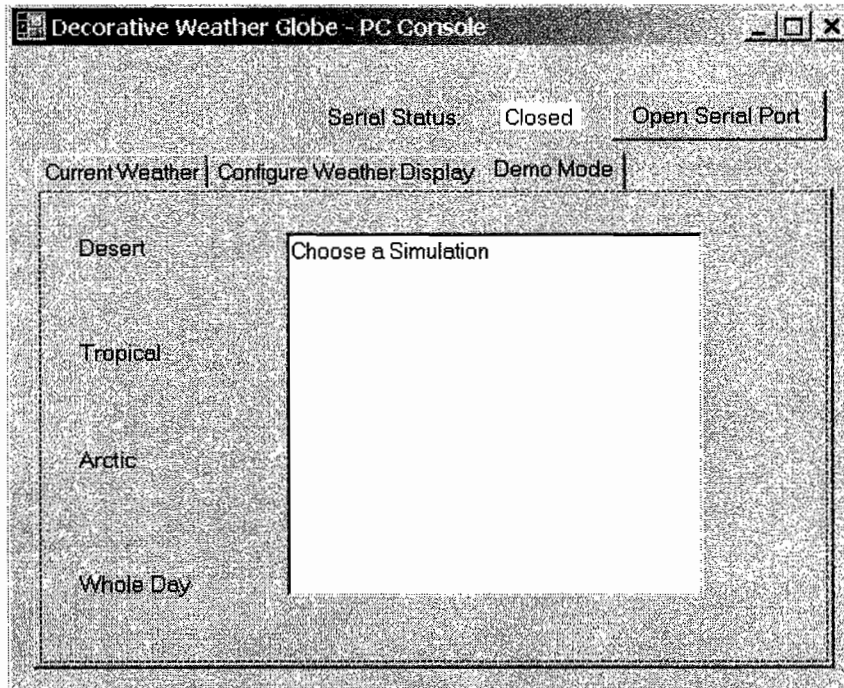 Decorative Weather Globe - PC Console
Serial Status: Closed Open Serial Port
Current Weather Configure Weather Display Demo Mode
Desert
Choose a Simulation
Tropical
Arctic
Whole Day